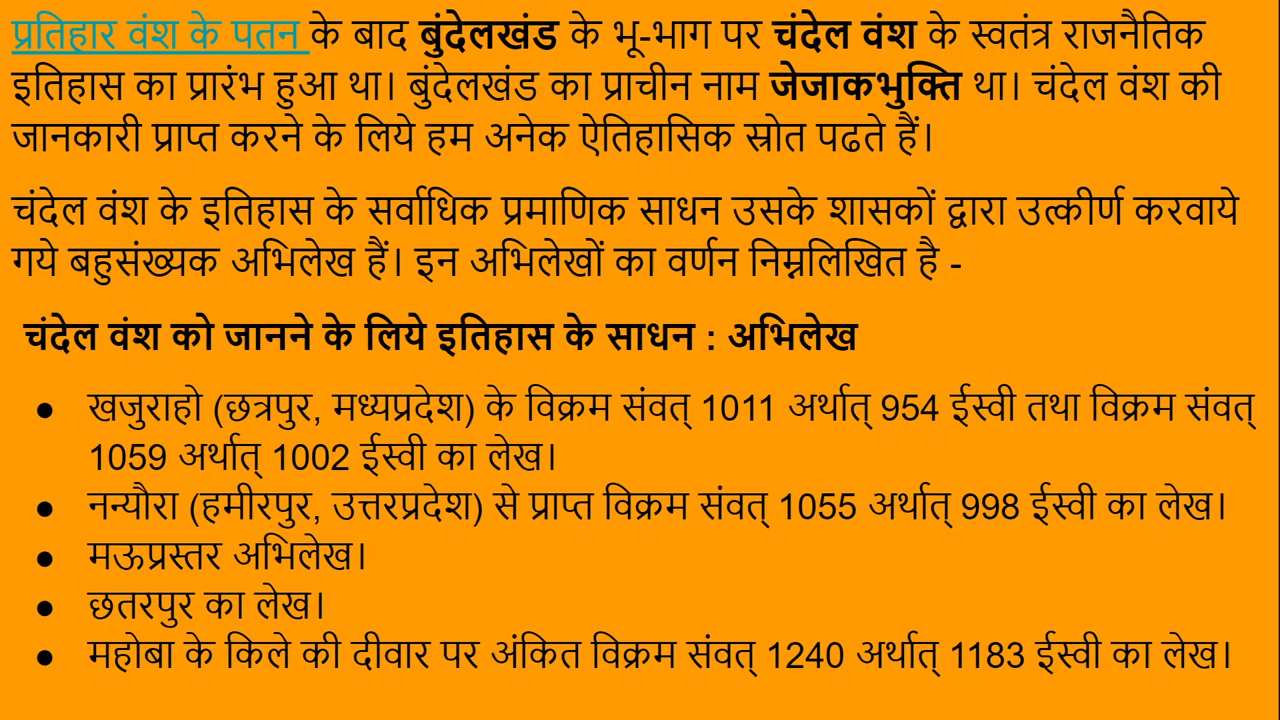 प्रतिहार वंश के पतन के बाद बुंदेलखंड के भू-भाग पर चंदेल वंश के स्वतंत्र राजनैतिक
इतिहास का प्रारंभ हुआ था। बुंदेलखंड का प्राचीन नाम जेजाकभुक्ति था। चंदेल वंश की
जानकारी प्राप्त करने के लिये हम अनेक ऐतिहासिक स्रोत पढते हैं।
चंदेल वंश के इतिहास के सर्वाधिक प्रमाणिक साधन उसके शासकों द्वारा उत्कीर्ण करवाये
गये बहुसंख्यक अभिलेख हैं। इन अभिलेखों का वर्णन निम्नलिखित है -
चंदेल वंश को जानने के लिये इतिहास के साधन : अभिलेख
● खजुराहो (छत्रपुर, मध्यप्रदेश) के विक्रम संवत् 1011 अर्थात् 954 ईस्वी तथा विक्रम संवत्
1059 अर्थात् 1002 ईस्वी का लेख।
● नन्यौरा (हमीरपुर, उत्तरप्रदेश) से प्राप्त विक्रम संवत् 1055 अर्थात् 998 ईस्वी का लेख।
● मऊप्रस्तर अभिलेख।
● छतरपुर का लेख।
● महोबा के किले की दीवार पर अंकित विक्रम संवत् 1240 अर्थात् 1183 ईस्वी का लेख।